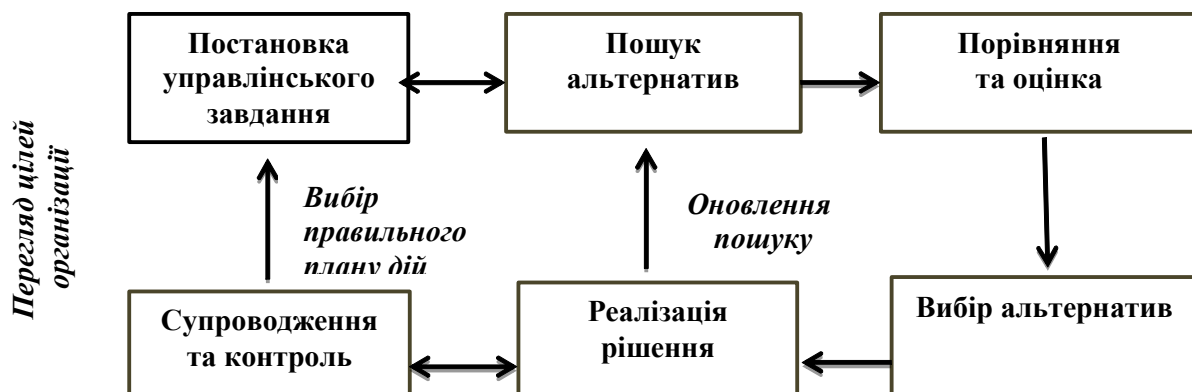 Перегляд цілей
організації
Постановка
управлінського
завдання
Пошук
альтернатив
Порівняння
та оцінка
Вибір
правильного
плану дій
Оновлення
пошуку
Супроводження
та контроль
Реалізація
рішення
Вибір альтернатив